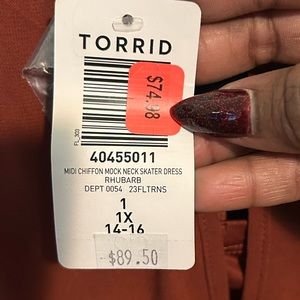 TORRID
$74.98
FL_303
40455011
MIDI CHIFFON MOCK NECK SKATER DRESS
RHUBARB
DEPT 0054 23FLTRNS
1
1X
14-16
$89.50